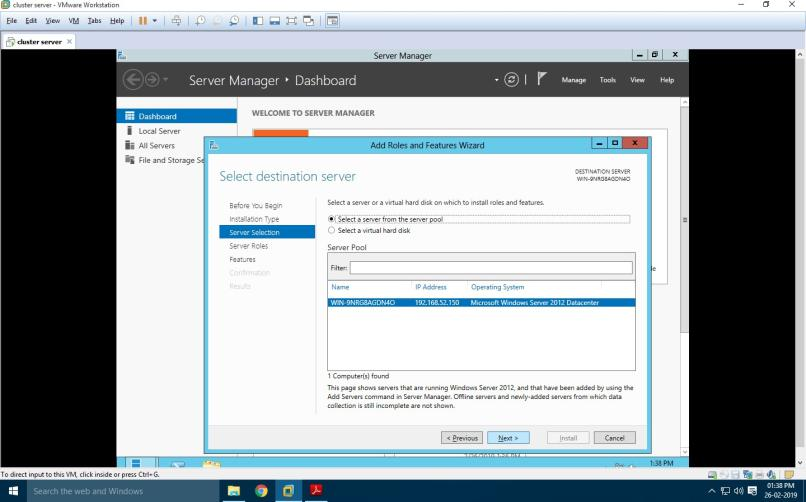 cluster server - VMware Workstation
File Edit View VM Tabs Help
cluster server ×
Server Manager
Server Manager • Dashboard
Manage Tools View Help
Dashboard
Local Server
All Servers
File and Storage Se
WELCOME TO SERVER MANAGER
Add Roles and Features Wizard
Select destination server
DESTINATION SERVER
WIN-9NRG8AGDN4O
Before You Begin
Installation Type
Server Selection
Server Roles
Features
Confirmation
Results
Select a server or a virtual hard disk on which to install roles and features.
Select a server from the server pool
Select a virtual hard disk
Server Pool
Filter:
Name IP Address Operating System
WIN-9NRG8AGDN4O 192.168.52.150 Microsoft Windows Server 2012 Datacenter
1 Computer(s) found
This page shows servers that are running Windows Server 2012, and that have been added by using the
Add Servers command in Server Manager. Offline servers and newly-added servers from which data
collection is still incomplete are not shown.
< Previous Next > Install Cancel
1:38 PM
To direct input to this VM, click inside or press Ctrl+G.
Search the web and Windows
01:38 PM
26-02-2019